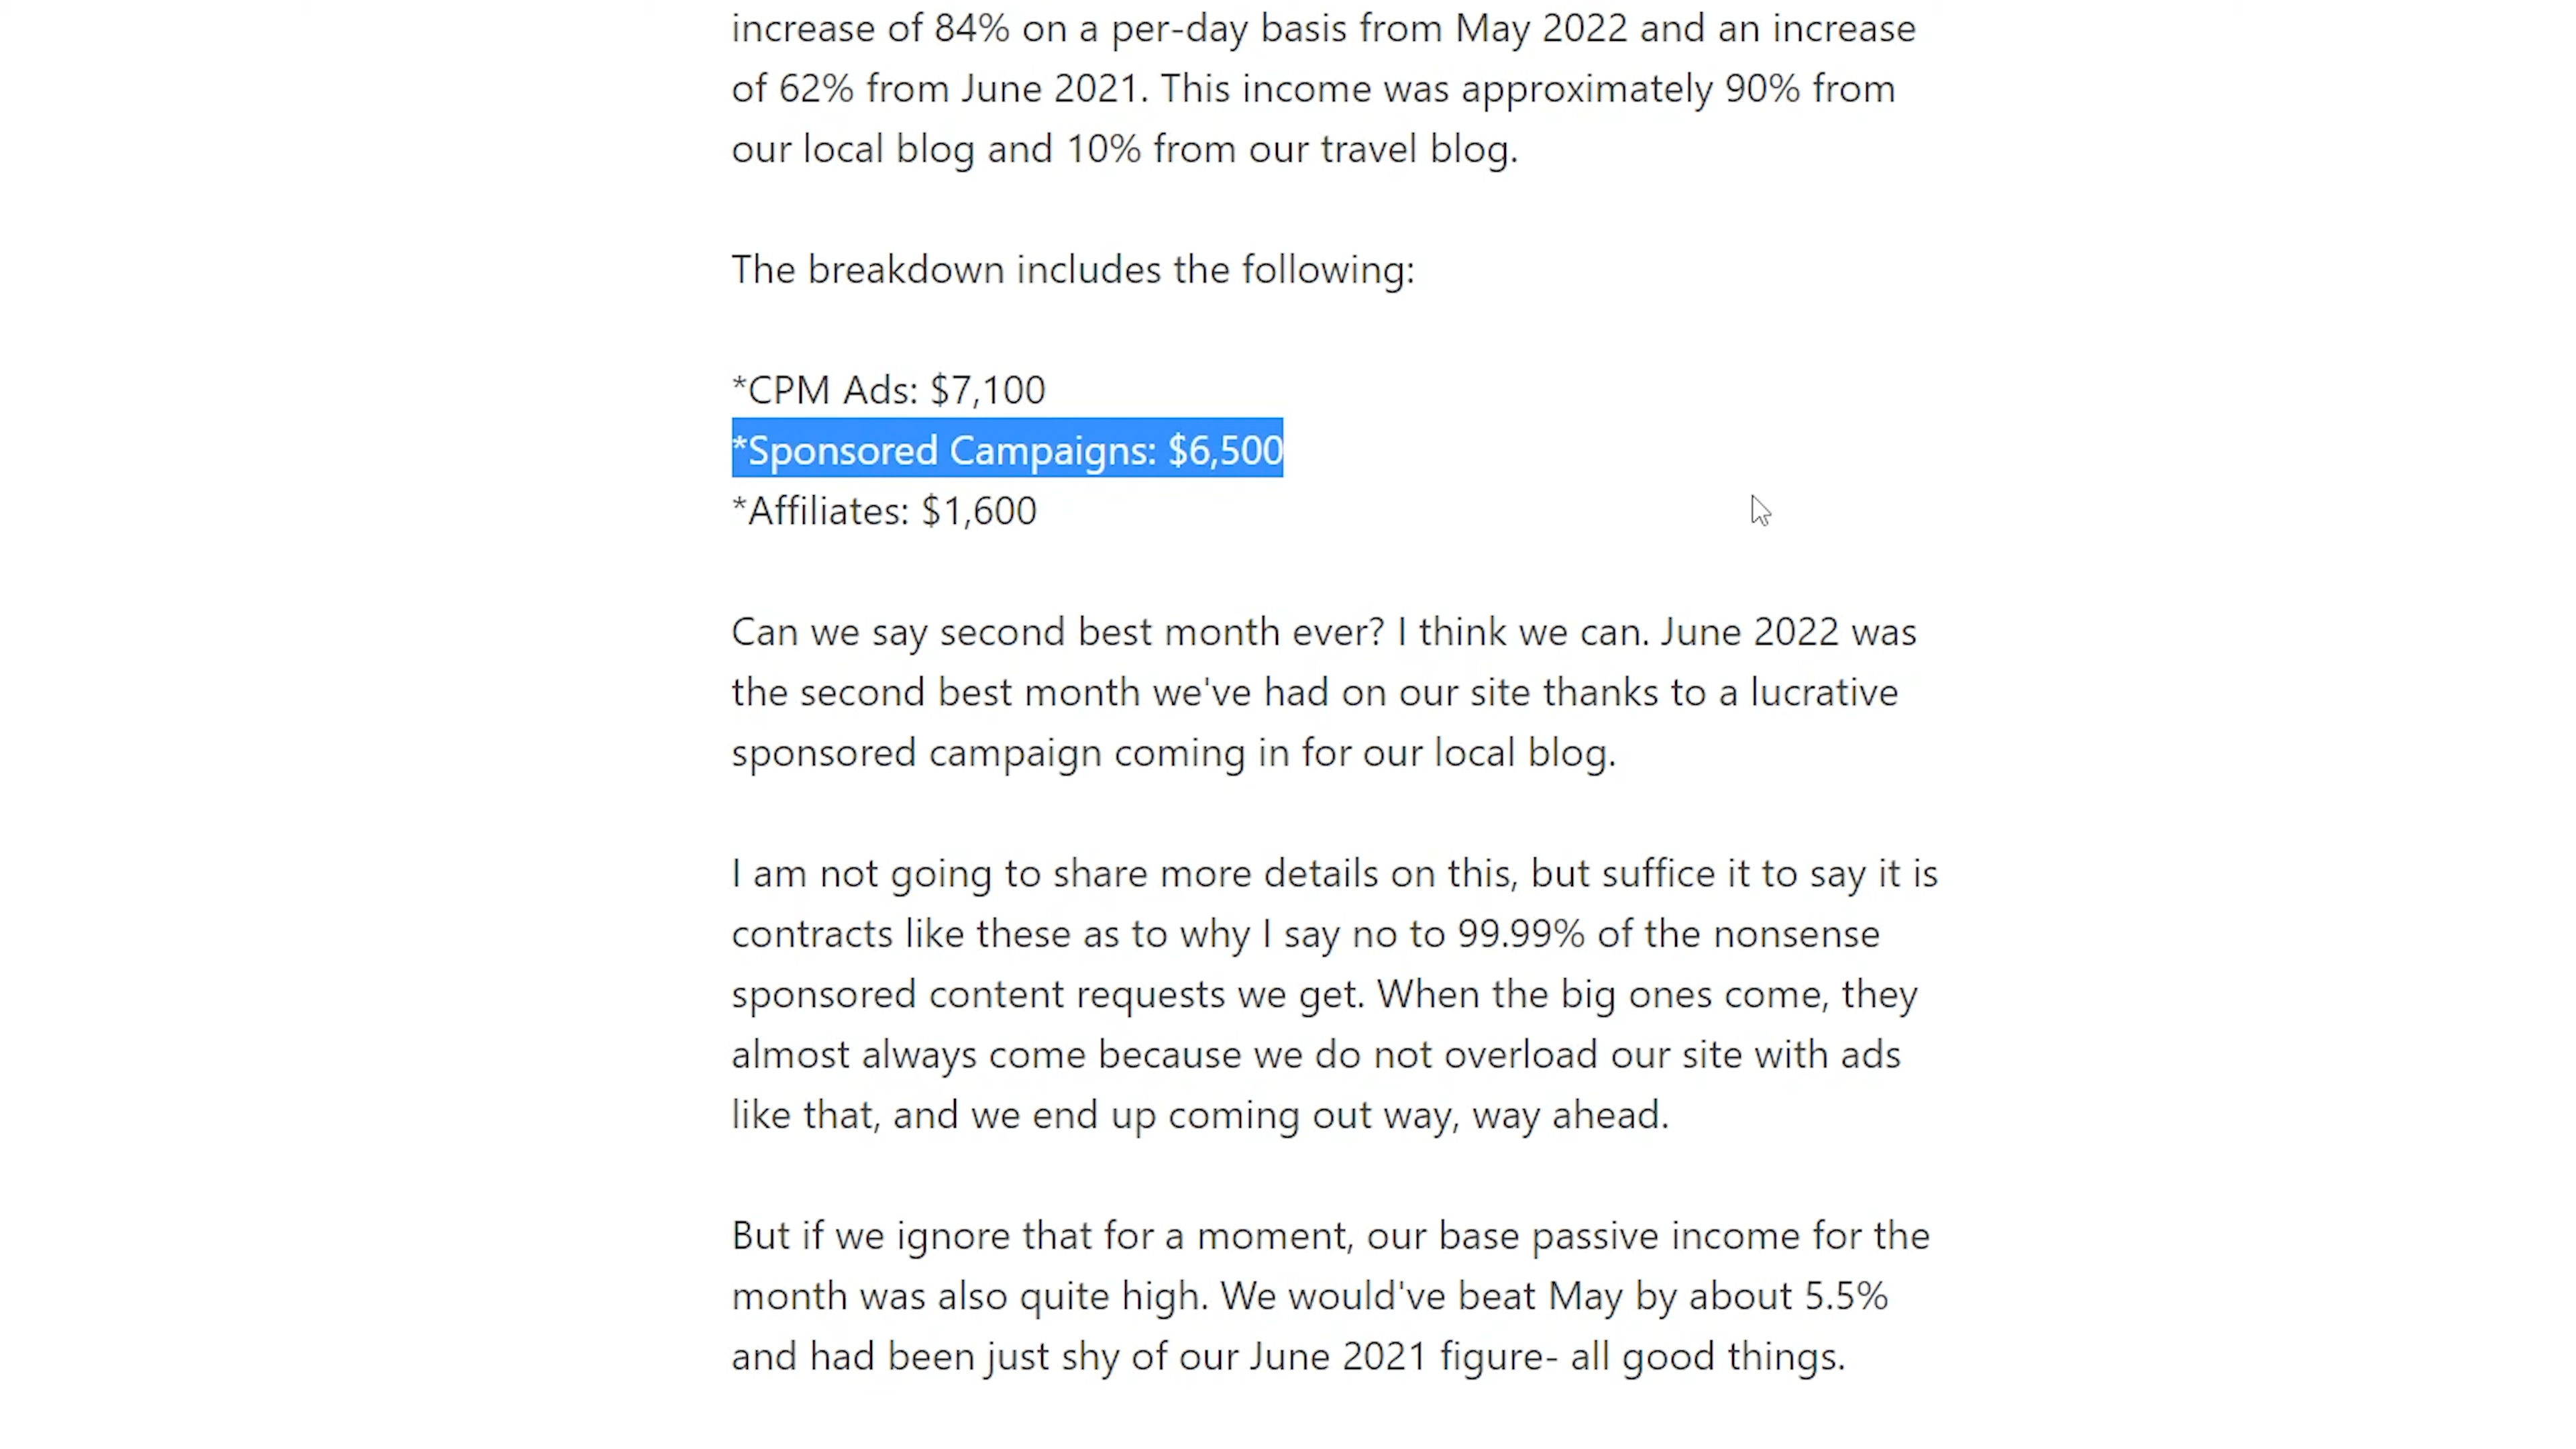 increase of 84% on a per-day basis from May 2022 and an increase
of 62% from June 2021. This income was approximately 90% from
our local blog and 10% from our travel blog.
The breakdown includes the following:
*CPM Ads: $7,100
*Sponsored Campaigns: $6,500
*Affiliates: $1,600
Can we say second best month ever? I think we can. June 2022 was
the second best month we've had on our site thanks to a lucrative
sponsored campaign coming in for our local blog.
I am not going to share more details on this, but suffice it to say it is
contracts like these as to why I say no to 99.99% of the nonsense
sponsored content requests we get. When the big ones come, they
almost always come because we do not overload our site with ads
like that, and we end up coming out way, way ahead.
But if we ignore that for a moment, our base passive income for the
month was also quite high. We would've beat May by about 5.5%
and had been just shy of our June 2021 figure- all good things.